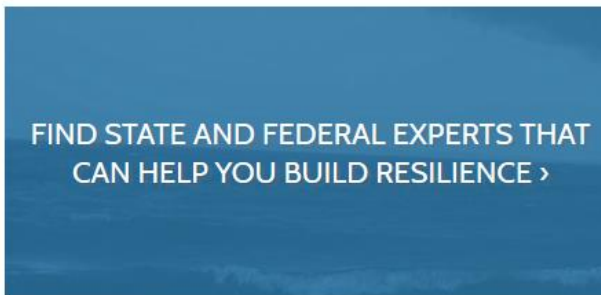 FIND STATE AND FEDERAL EXPERTS THAT
CAN HELP YOU BUILD RESILIENCE ›